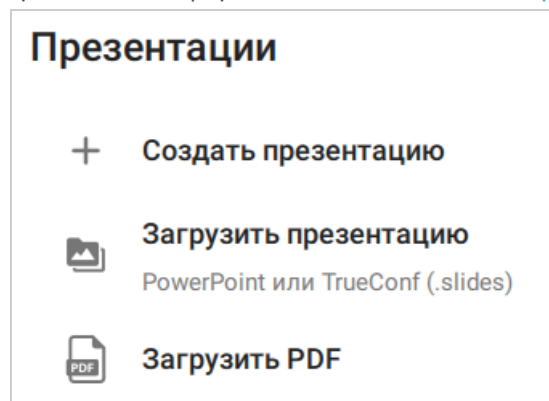 Презентации
Создать презентацию
Загрузить презентацию
PowerPoint или TrueConf (.slides)
PDF
Загрузить PDF